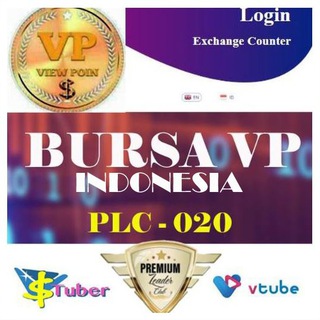 Login
Exchange Counter
VP
VIEW POIN
$
EN
BURSA VP
INDONESIA
PLC - 020
$Tuber
PREMIUM
Leader
Club
vtube